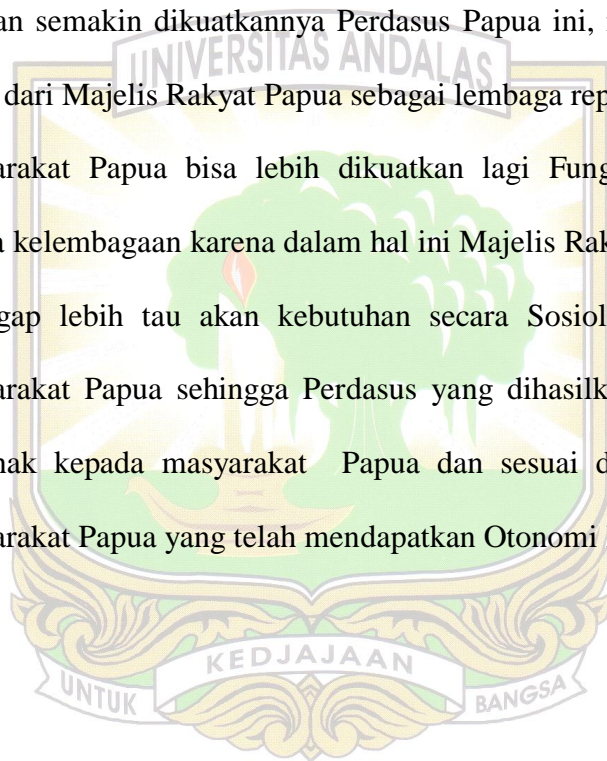 an semakin dikuatkannya Perdasus Papua ini,
dari Majelis Rakyat Papua sebagai lembaga rep
arakat Papua bisa lebih dikuatkan lagi Fung
a kelembagaan karena dalam hal ini Majelis Rak
gap lebih tau akan kebutuhan secara Sosiol
arakat Papua sehingga Perdasus yang dihasilk
nak kepada masyarakat Papua dan sesuai d
arakat Papua yang telah mendapatkan Otonomi
UNIVERSITAS ANDALAS
KEDJAJAAN
UNTUK
BANGSA